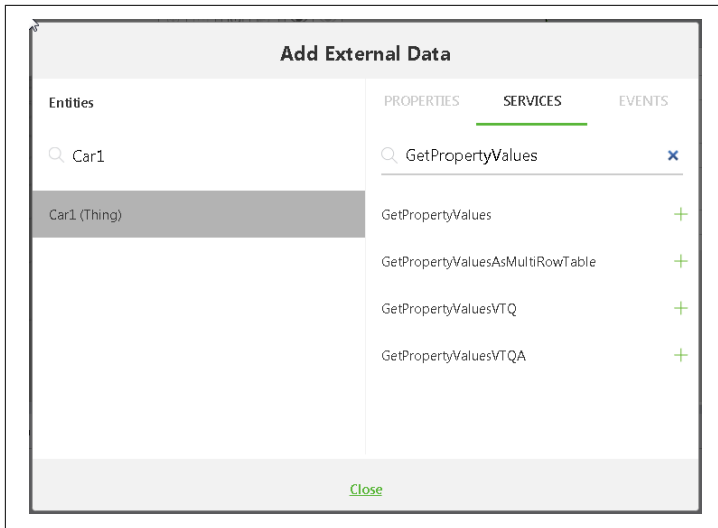 Add External Data
Entities
PROPERTIES SERVICES EVENTS
Car1
GetPropertyValues
Car1 (Thing)
GetPropertyValues
GetPropertyValuesAsMultiRowTable
GetPropertyValuesVTQ
GetPropertyValuesVTQA
Close